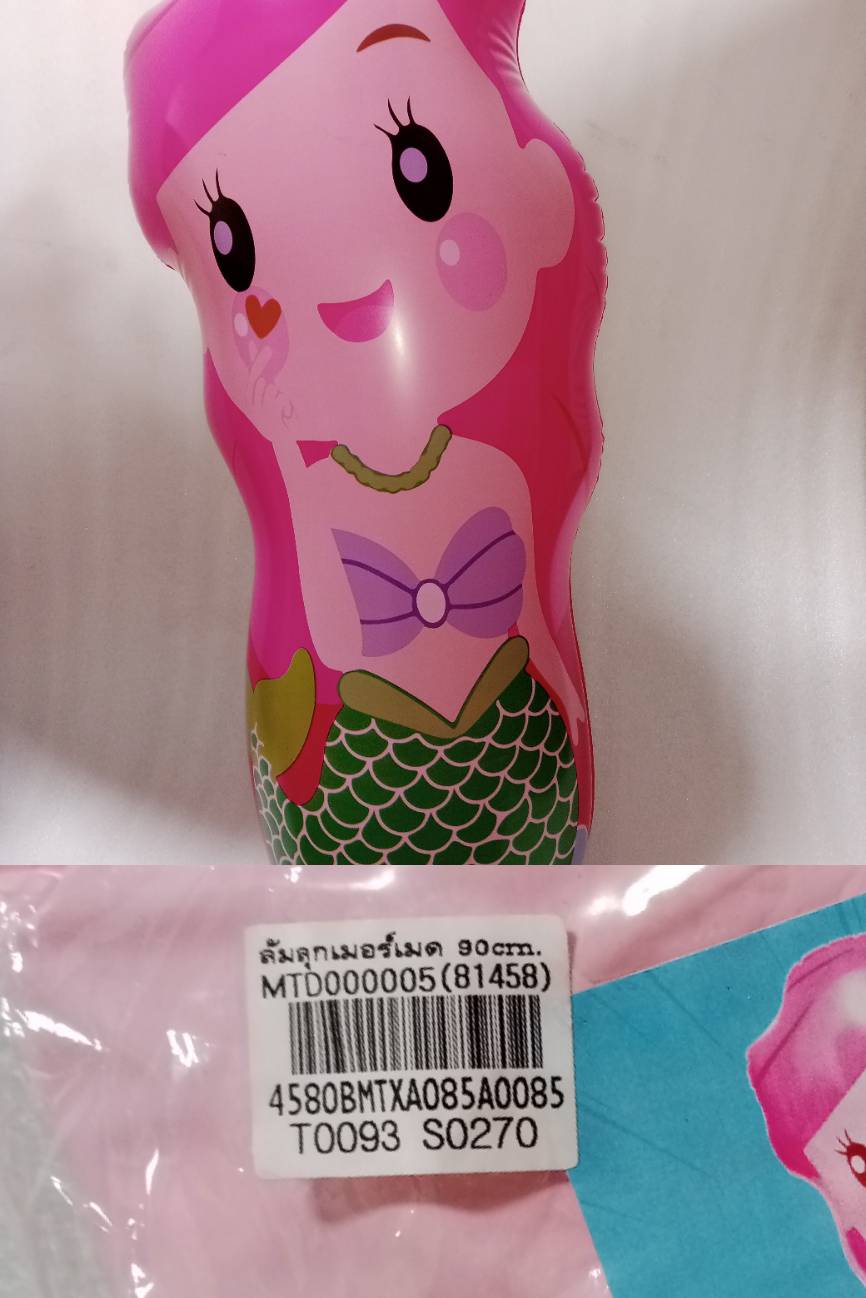 ล้มลุกเมอร์เมด 90cm.
MTD000005(81458)
4580BMTXA085A0085
T0093 S0270